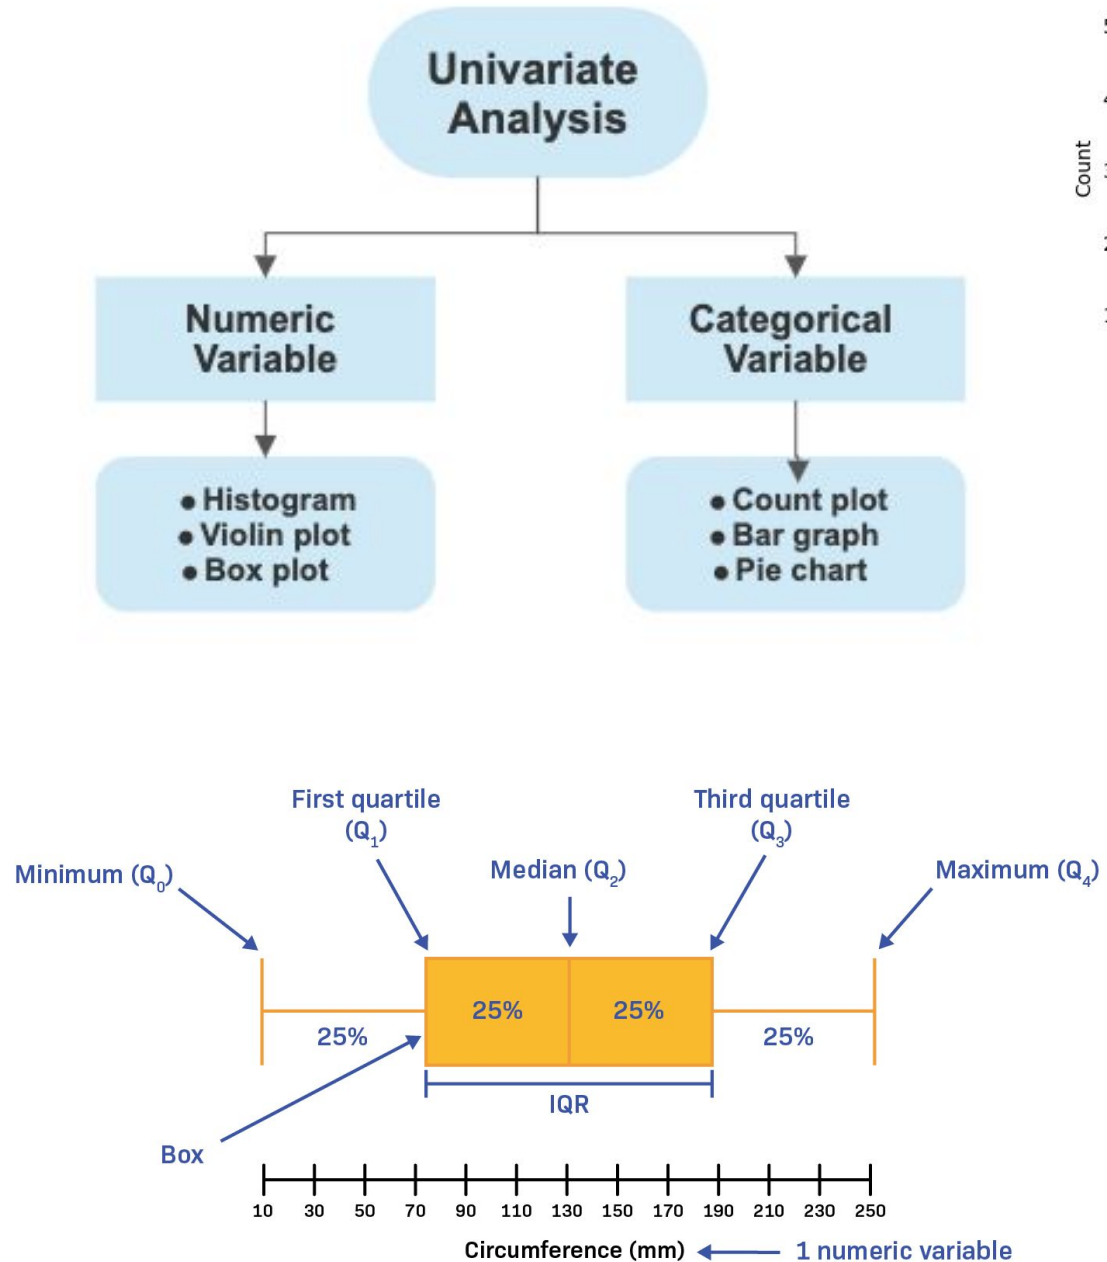 Univariate
Analysis
Numeric
Variable
Categorical
Variable
● Histogram
● Violin plot
● Box plot
● Count plot
● Bar graph
● Pie chart
Count
First quartile
(Q₁)
Third quartile
(Q₃)
Minimum (Q₀)
Median (Q₂)
Maximum (Q₄)
25%
25%
25%
25%
IQR
Box
10 30 50 70 90 110 130 150 170 190 210 230 250
Circumference (mm)
1 numeric variable